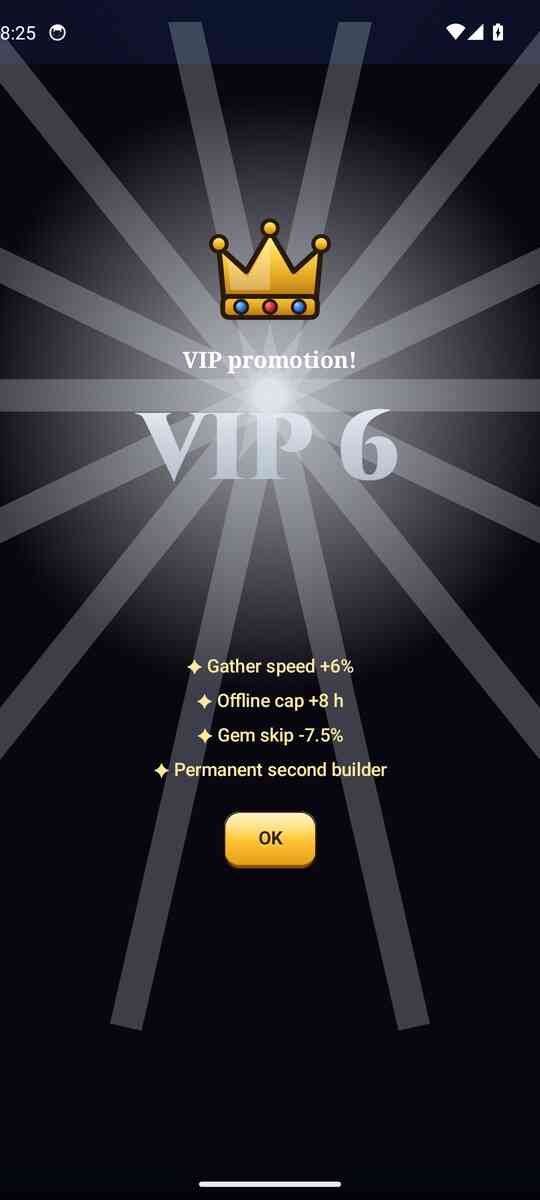 8:25
VIP promotion!
VIP 6
✦ Gather speed +6%
✦ Offline cap +8 h
✦ Gem skip -7.5%
✦ Permanent second builder
OK